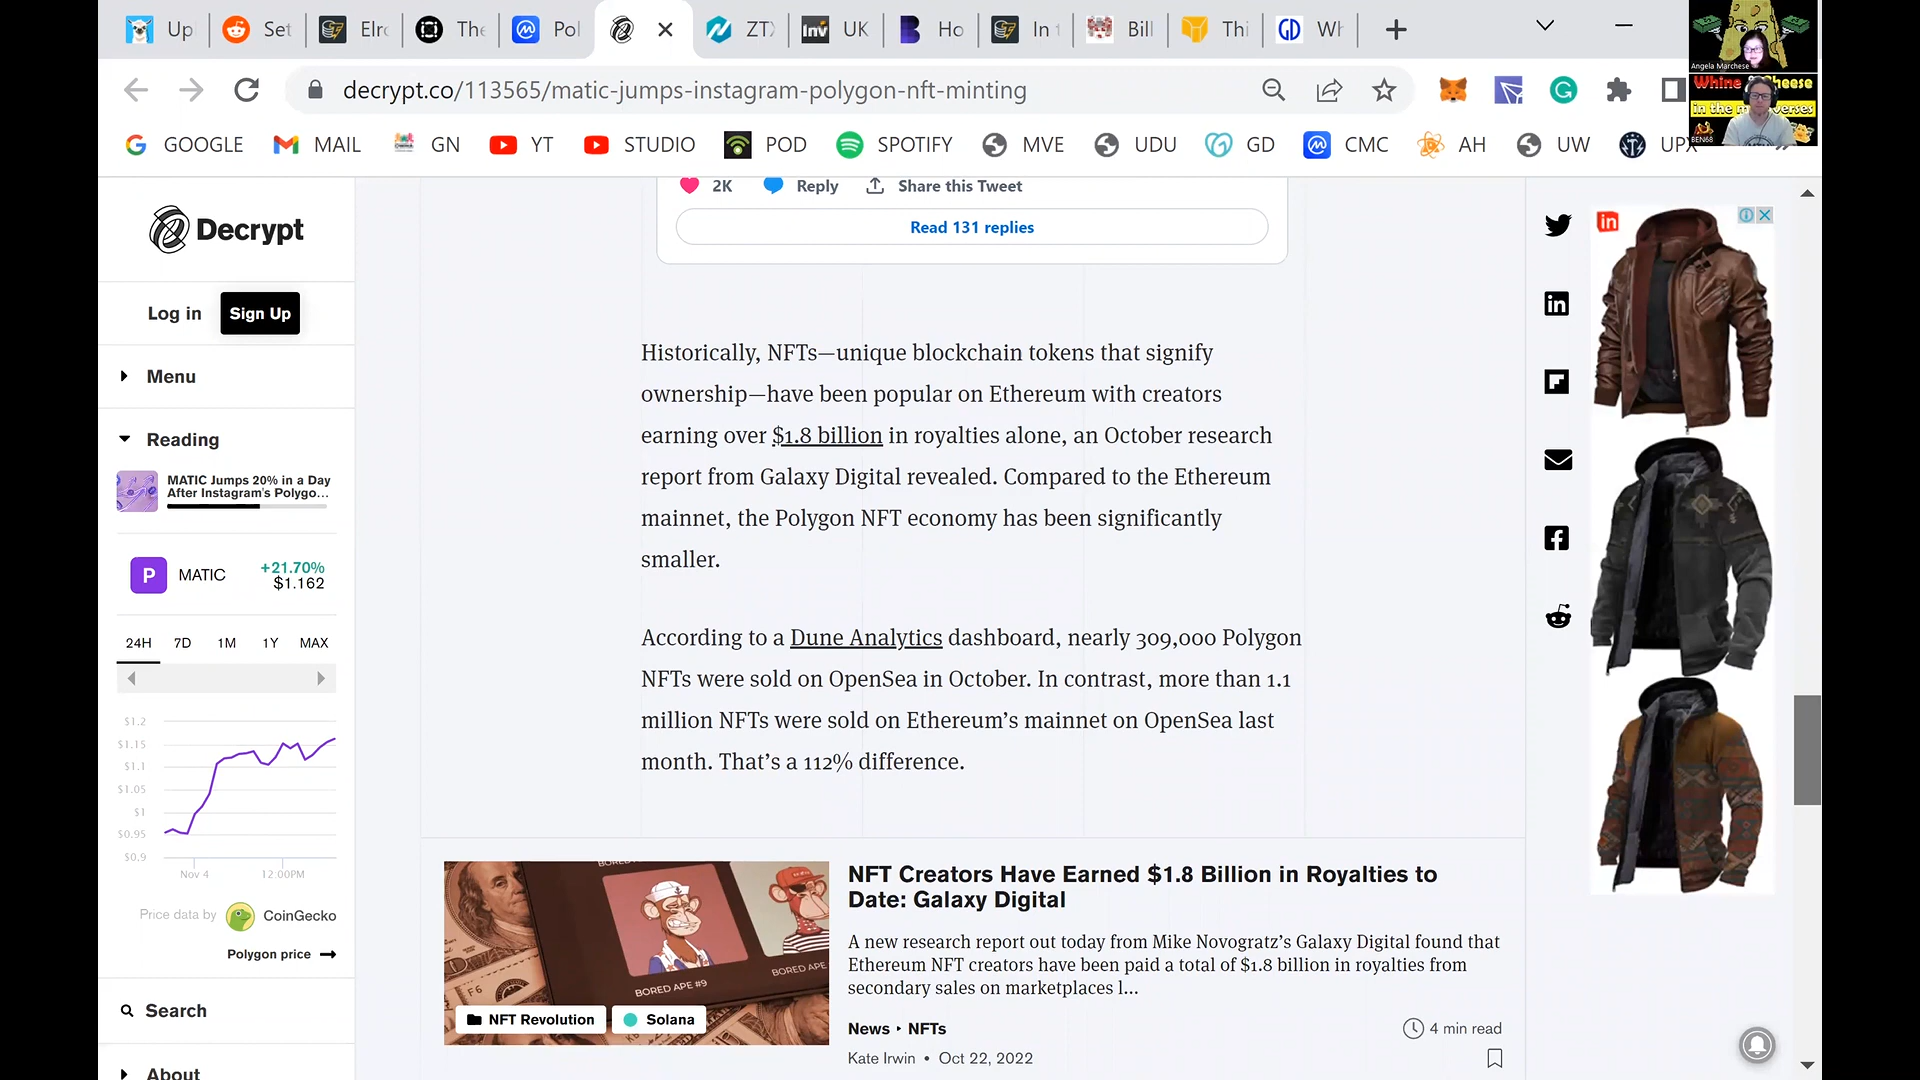 Up
Set
Elro
The
Pol
ZTX
Inv
UK
Ho
In t
Bill
Thi
GD
Wh
Angela Marchese
decrypt.co/113565/matic-jumps-instagram-polygon-nft-minting
Whine & Cheese
in the m verses
BEN68
GOOGLE
MAIL
GN
YT
STUDIO
POD
SPOTIFY
MVE
UDU
GD
CMC
AH
UW
UPX
Decrypt
Log in
Sign Up
Menu
Reading
MATIC Jumps 20% in a Day
After Instagram's Polygo...
P
MATIC
+21.70%
$1.162
24H
7D
1M
1Y
MAX
$1.2
$1.15
$1.1
$1.05
$1
$0.95
$0.9
Nov 4
12:00PM
Price data by
CoinGecko
Polygon price
Search
About
2K
Reply
Share this Tweet
Read 131 replies
Historically, NFTs—unique blockchain tokens that signify
ownership—have been popular on Ethereum with creators
earning over $1.8 billion in royalties alone, an October research
report from Galaxy Digital revealed. Compared to the Ethereum
mainnet, the Polygon NFT economy has been significantly
smaller.
According to a Dune Analytics dashboard, nearly 309,000 Polygon
NFTs were sold on OpenSea in October. In contrast, more than 1.1
million NFTs were sold on Ethereum’s mainnet on OpenSea last
month. That’s a 112% difference.
BORED APE #9
BORED APE
NFT Revolution
Solana
NFT Creators Have Earned $1.8 Billion in Royalties to
Date: Galaxy Digital
A new research report out today from Mike Novogratz’s Galaxy Digital found that
Ethereum NFT creators have been paid a total of $1.8 billion in royalties from
secondary sales on marketplaces l...
News • NFTs
4 min read
Kate Irwin • Oct 22, 2022
in